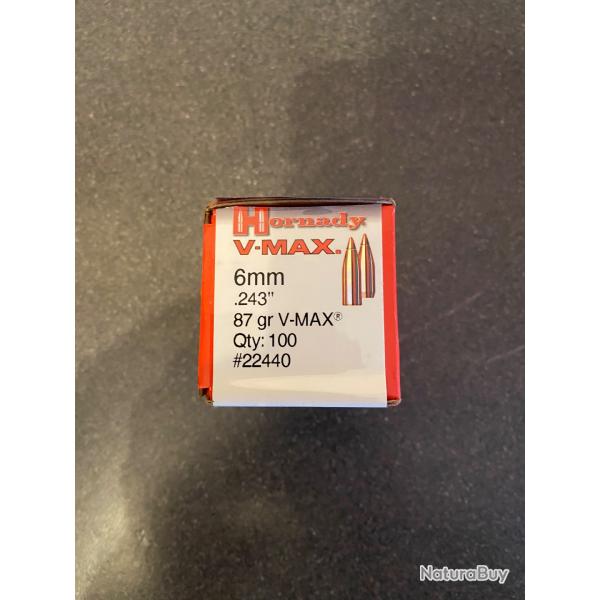 Hornady
V-MAX.
6mm
.243"
87 gr V-MAX®
Qty: 100
#22440
NaturaBuy